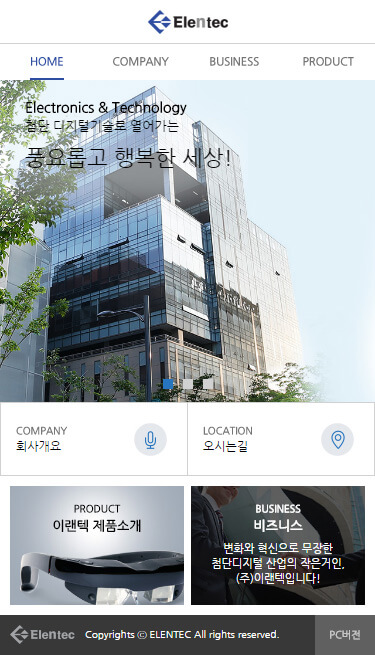 Elentec
HOME COMPANY BUSINESS PRODUCT
Electronics & Technology
첨단 디지털기술로 열어가는
풍요롭고 행복한 세상!
COMPANY
회사개요
LOCATION
오시는길
PRODUCT
이랜텍 제품소개
BUSINESS
비즈니스
변화와 혁신으로 무장한
첨단디지털 산업의 작은거인,
(주)이랜텍입니다!
Elentec Copyrights ⓒ ELENTEC All rights reserved. PC버전